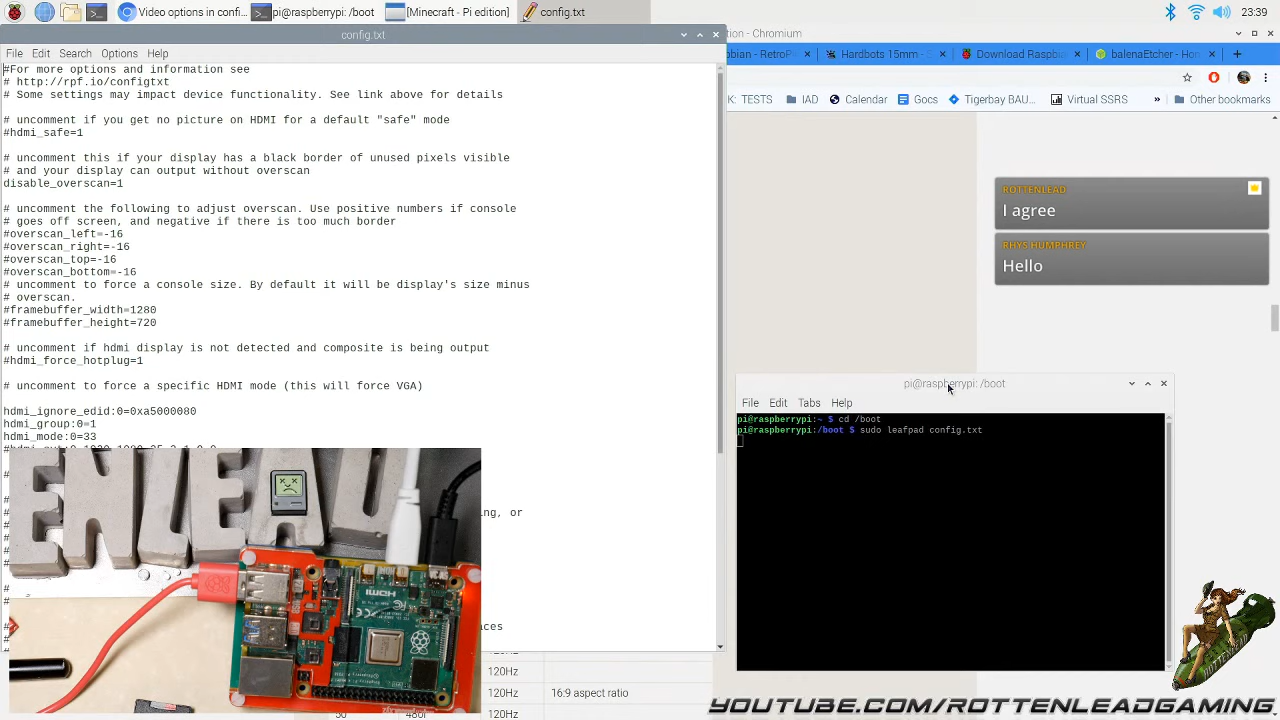 Video options in conf...
pi@raspberrypi: /boot
[Minecraft - Pi edition]
config.txt
23:39
config.txt
tion - Chromium
File Edit Search Options Help
bian - RetroP
Hardbots 15mm - S
Download Raspbi
balenaEtcher - Hom
K: TESTS
IAD
Calendar
Gocs
Tigerbay BAU...
Virtual SSRS
»
Other bookmarks
#For more options and information see
# http://rpf.io/configtxt
# Some settings may impact device functionality. See link above for details
# uncomment if you get no picture on HDMI for a default "safe" mode
#hdmi_safe=1
# uncomment this if your display has a black border of unused pixels visible
# and your display can output without overscan
disable_overscan=1
# uncomment the following to adjust overscan. Use positive numbers if console
# goes off screen, and negative if there is too much border
#overscan_left=-16
#overscan_right=-16
#overscan_top=-16
#overscan_bottom=-16
# uncomment to force a console size. By default it will be display's size minus
# overscan.
#framebuffer_width=1280
#framebuffer_height=720
# uncomment if hdmi display is not detected and composite is being output
#hdmi_force_hotplug=1
# uncomment to force a specific HDMI mode (this will force VGA)
hdmi_ignore_edid:0=0xa5000080
hdmi_group:0=1
hdmi_mode:0=33
ing, or
aces
ROTTENLEAD
I agree
RHYS HUMPHREY
Hello
pi@raspberrypi: /boot
File Edit Tabs Help
pi@raspberrypi:~ $ cd /boot
pi@raspberrypi:/boot $ sudo leafpad config.txt
120Hz
120Hz 16:9 aspect ratio
480i 120Hz
HDMI
YOUTUBE.COM/ROTTENLEADGAMING